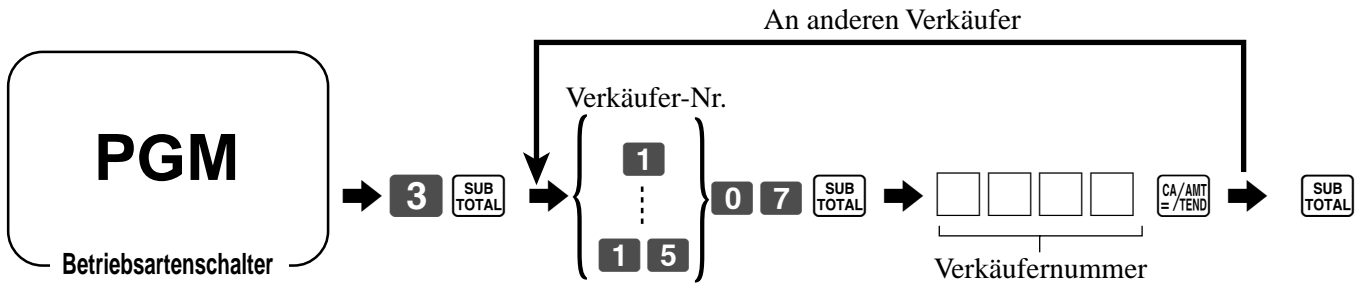 An anderen Verkäufer
Verkäufer-Nr.
PGM
Betriebsartenschalter
3 SUB TOTAL
1
1 5
0 7 SUB TOTAL
CA/AMT
= /TEND
SUB TOTAL
Verkäufernummer